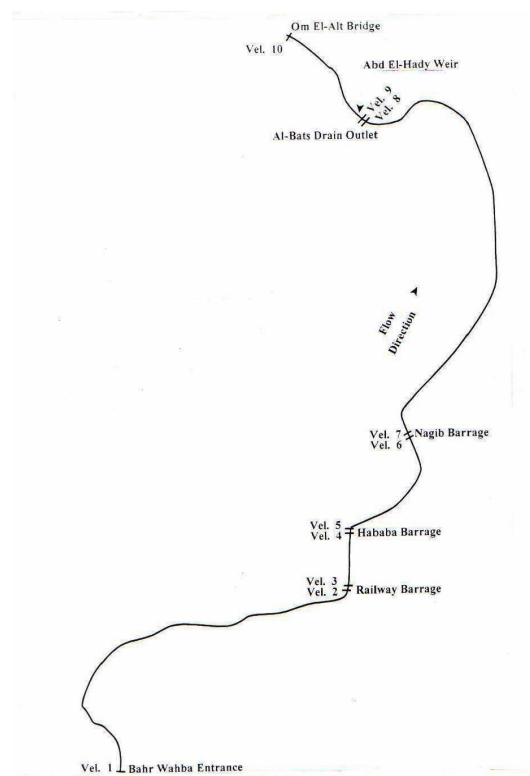 Om El-Alt Bridge
Vel. 10
Abd El-Hady Weir
Vel. 9
Vel. 8
Al-Bats Drain Outlet
Flow
Direction
Vel. 7
Nagib Barrage
Vel. 6
Vel. 5
Vel. 4
Hababa Barrage
Vel. 3
Vel. 2
Railway Barrage
Vel. 1
Bahr Wahba Entrance